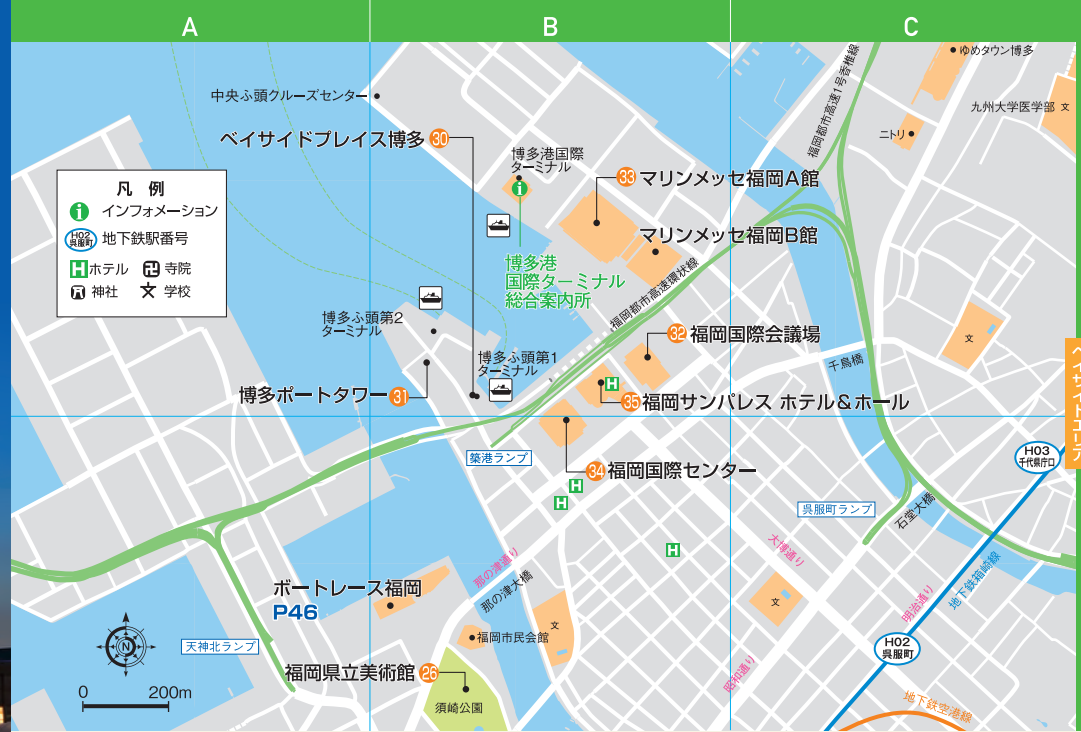 A
B
C
中央ふ頭クルーズセンター
ベイサイドプレイス博多 30
博多港国際
ターミナル
33 マリンメッセ福岡A館
マリンメッセ福岡B館
福岡都市高速1号香椎線
ゆめタウン博多
九州大学医学部 文
ニトリ
凡 例
i インフォメーション
H02
呉服町
地下鉄駅番号
H ホテル
卍 寺院
神社
文 学校
i
博多港
国際ターミナル
総合案内所
福岡都市高速環状線
博多ふ頭第2
ターミナル
博多ふ頭第1
ターミナル
32 福岡国際会議場
千鳥橋
文
ベイサイドエリア
博多ポートタワー 31
H
35 福岡サンパレス ホテル&ホール
築港ランプ
34 福岡国際センター
H
H
H
H03
千代県庁口
呉服町ランプ
石堂大橋
大博通り
那の津通り
那の津大橋
地下鉄箱崎線
明治通り
ボートレース福岡
P46
文
文
福岡市民会館
N
天神北ランプ
H02
呉服町
福岡県立美術館 26
昭和通り
0 200m
須崎公園
地下鉄空港線